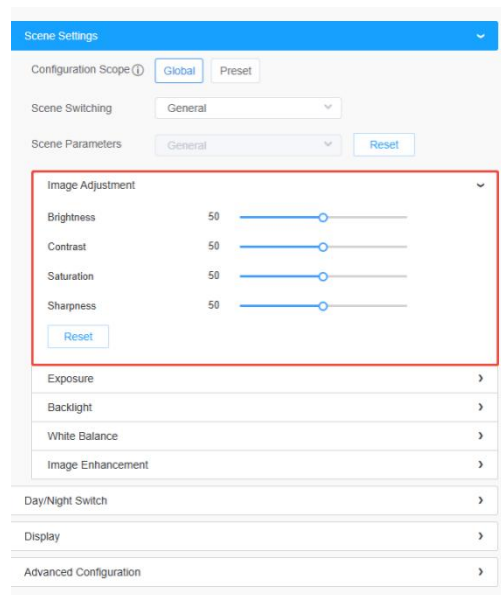 Scene Settings
Configuration Scope ⓘ Global Preset
Scene Switching General
Scene Parameters General Reset
Image Adjustment
Brightness 50
Contrast 50
Saturation 50
Sharpness 50
Reset
Exposure
Backlight
White Balance
Image Enhancement
Day/Night Switch
Display
Advanced Configuration